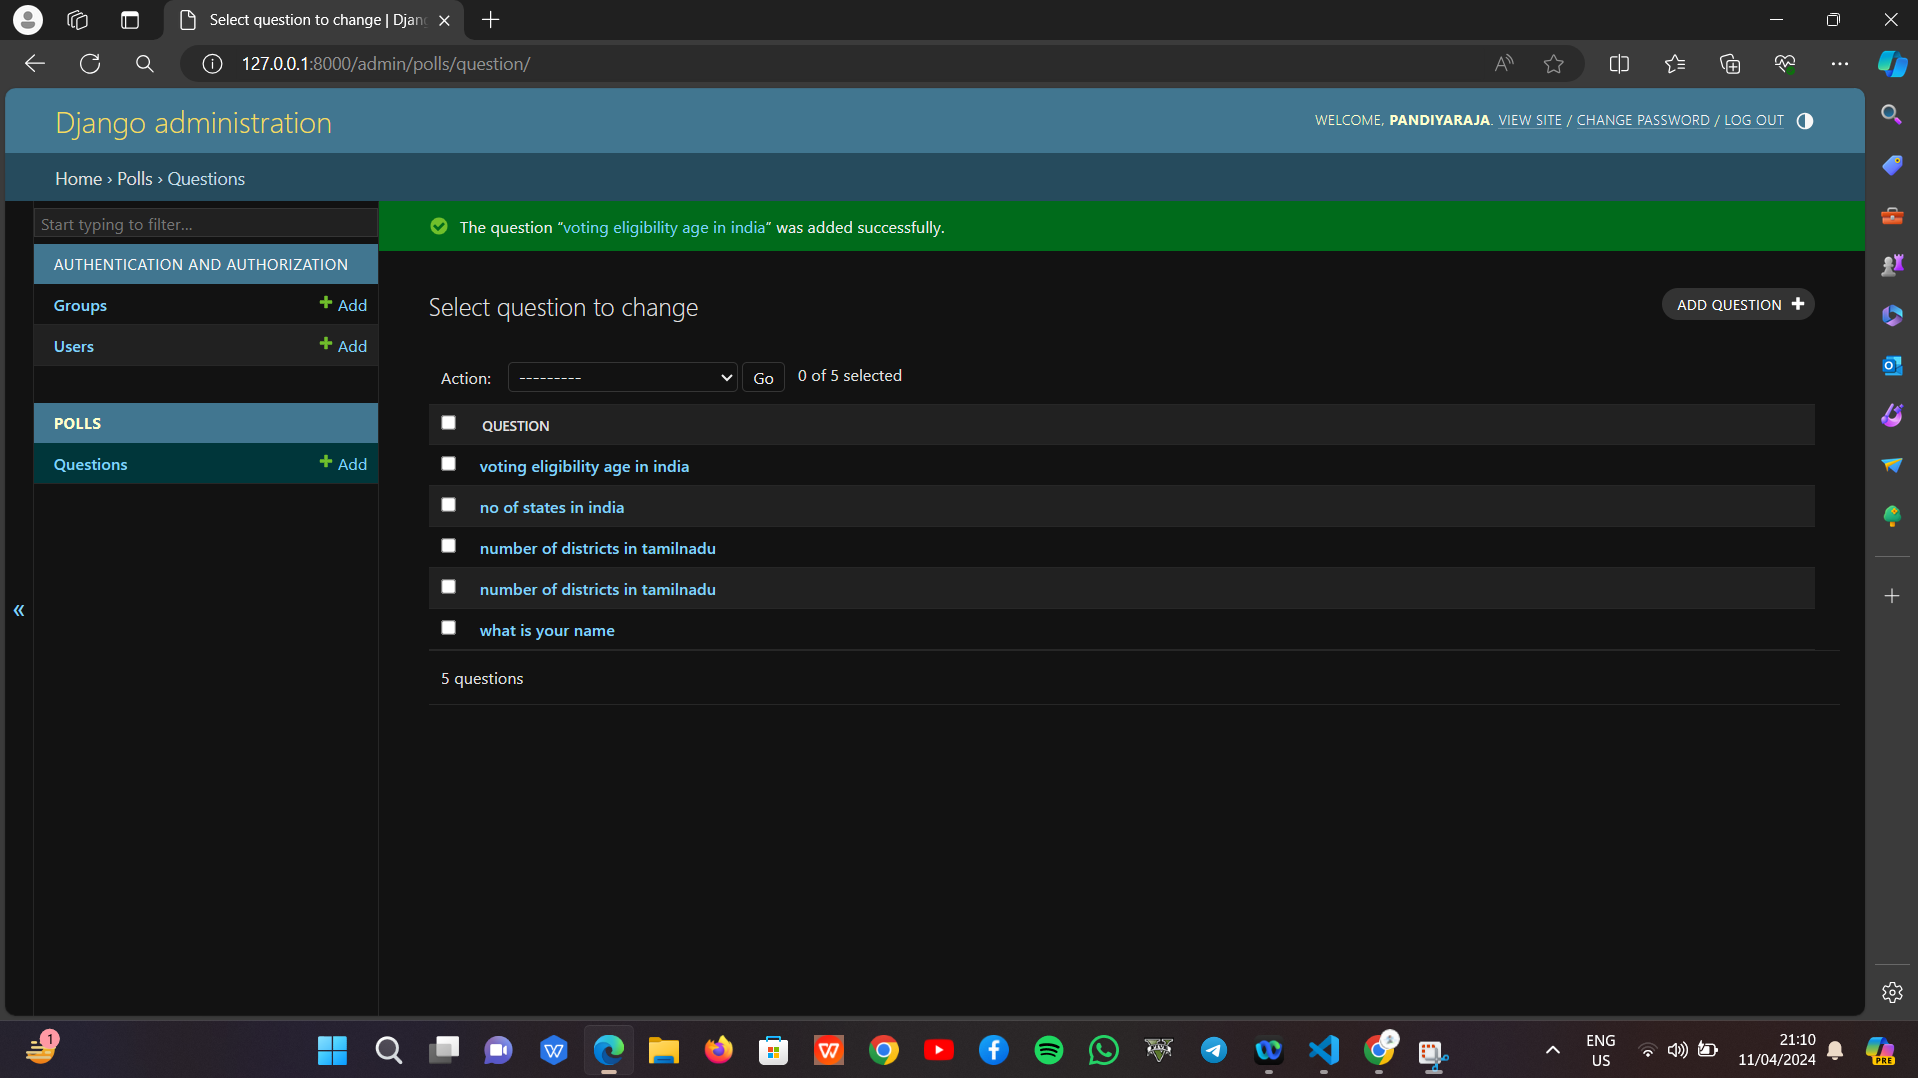 Select question to change | Djan
127.0.0.1:8000/admin/polls/question/
Django administration
WELCOME, PANDIYARAJA. VIEW SITE / CHANGE PASSWORD / LOG OUT
Home › Polls › Questions
Start typing to filter...
The question “voting eligibility age in india” was added successfully.
AUTHENTICATION AND AUTHORIZATION
Groups
Add
Users
Add
POLLS
Questions
Add
«
Select question to change
ADD QUESTION
Action:
---------
Go
0 of 5 selected
QUESTION
voting eligibility age in india
no of states in india
number of districts in tamilnadu
number of districts in tamilnadu
what is your name
5 questions
1
ENG
US
21:10
11/04/2024
PRE